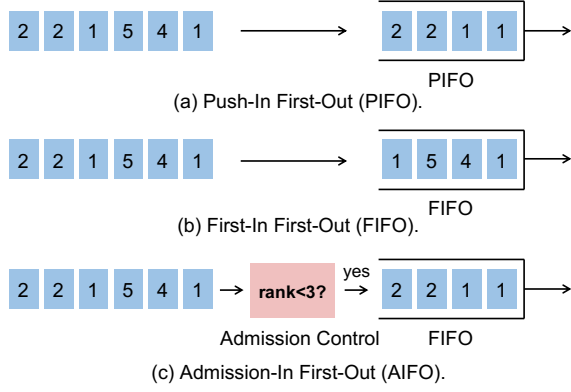 2 2 1 5 4 1 2 2 1 1
PIFO
(a) Push-In First-Out (PIFO).
2 2 1 5 4 1 1 5 4 1
FIFO
(b) First-In First-Out (FIFO).
2 2 1 5 4 1 rank<3? yes 2 2 1 1
Admission Control FIFO
(c) Admission-In First-Out (AIFO).